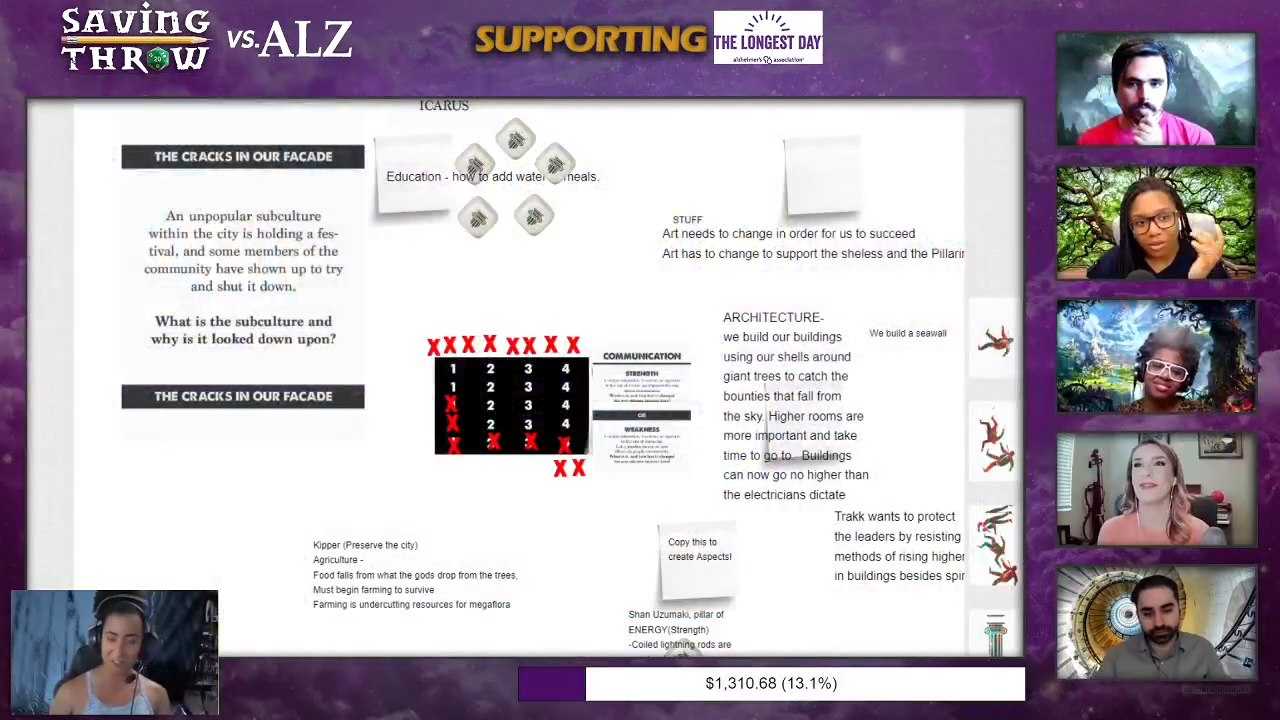 SAVING
THROW
20
VS. ALZ
SUPPORTING
THE LONGEST DAY
alzheimer's association
ICARUS
THE CRACKS IN OUR FACADE
An unpopular subculture
within the city is holding a fes-
tival, and some members of the
community have shown up to try
and shut it down.
What is the subculture and
why is it looked down upon?
THE CRACKS IN OUR FACADE
Education - how to add water meals.
STUFF
Art needs to change in order for us to succeed
Art has to change to support the sheless and the Pillarin
X X X X X X X X
1 2 3 4
1 2 3 4
X 2 3 4
X 2 3 4
X X X X
X X
COMMUNICATION
STRENGTH
OR
WEAKNESS
ARCHITECTURE-
we build our buildings
using our shells around
giant trees to catch the
bounties that fall from
the sky. Higher rooms are
more important and take
time to go to. Buildings
can now go no higher than
the electricians dictate
We build a seawall
Trakk wants to protect
the leaders by resisting
methods of rising higher
in buildings besides spir
Kipper (Preserve the city)
Agriculture -
Food falls from what the gods drop from the trees,
Must begin farming to survive
Farming is undercutting resources for megaflora
Copy this to
create Aspects!
Shan Uzumaki, pillar of
ENERGY(Strength)
-Coiled lightning rods are
$1,310.68 (13.1%)